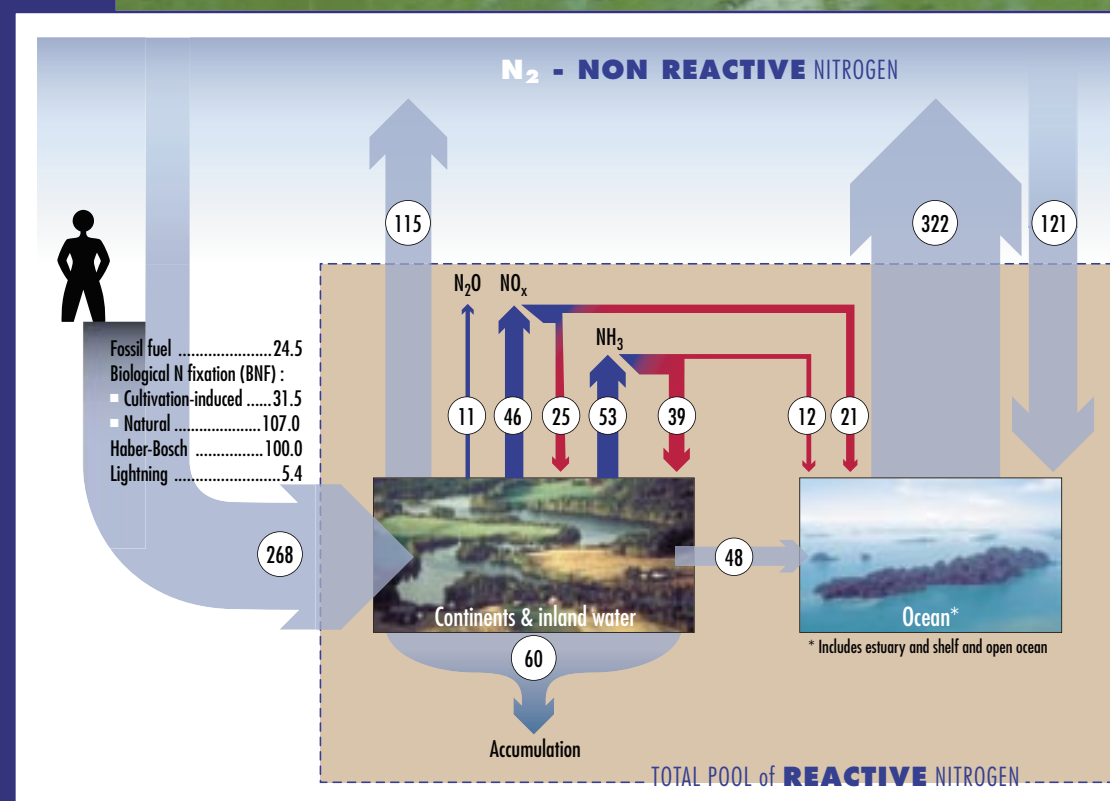 N₂ - NON REACTIVE NITROGEN
115
322
121
N₂O NOₓ
NH₃
Fossil fuel ......................24.5
Biological N fixation (BNF) :
■ Cultivation-induced ......31.5
■ Natural ....................107.0
Haber-Bosch ................100.0
Lightning .........................5.4
11 46 25 53 39 12 21
268
48
Continents & inland water
Ocean*
* Includes estuary and shelf and open ocean
60
Accumulation
TOTAL POOL of REACTIVE NITROGEN